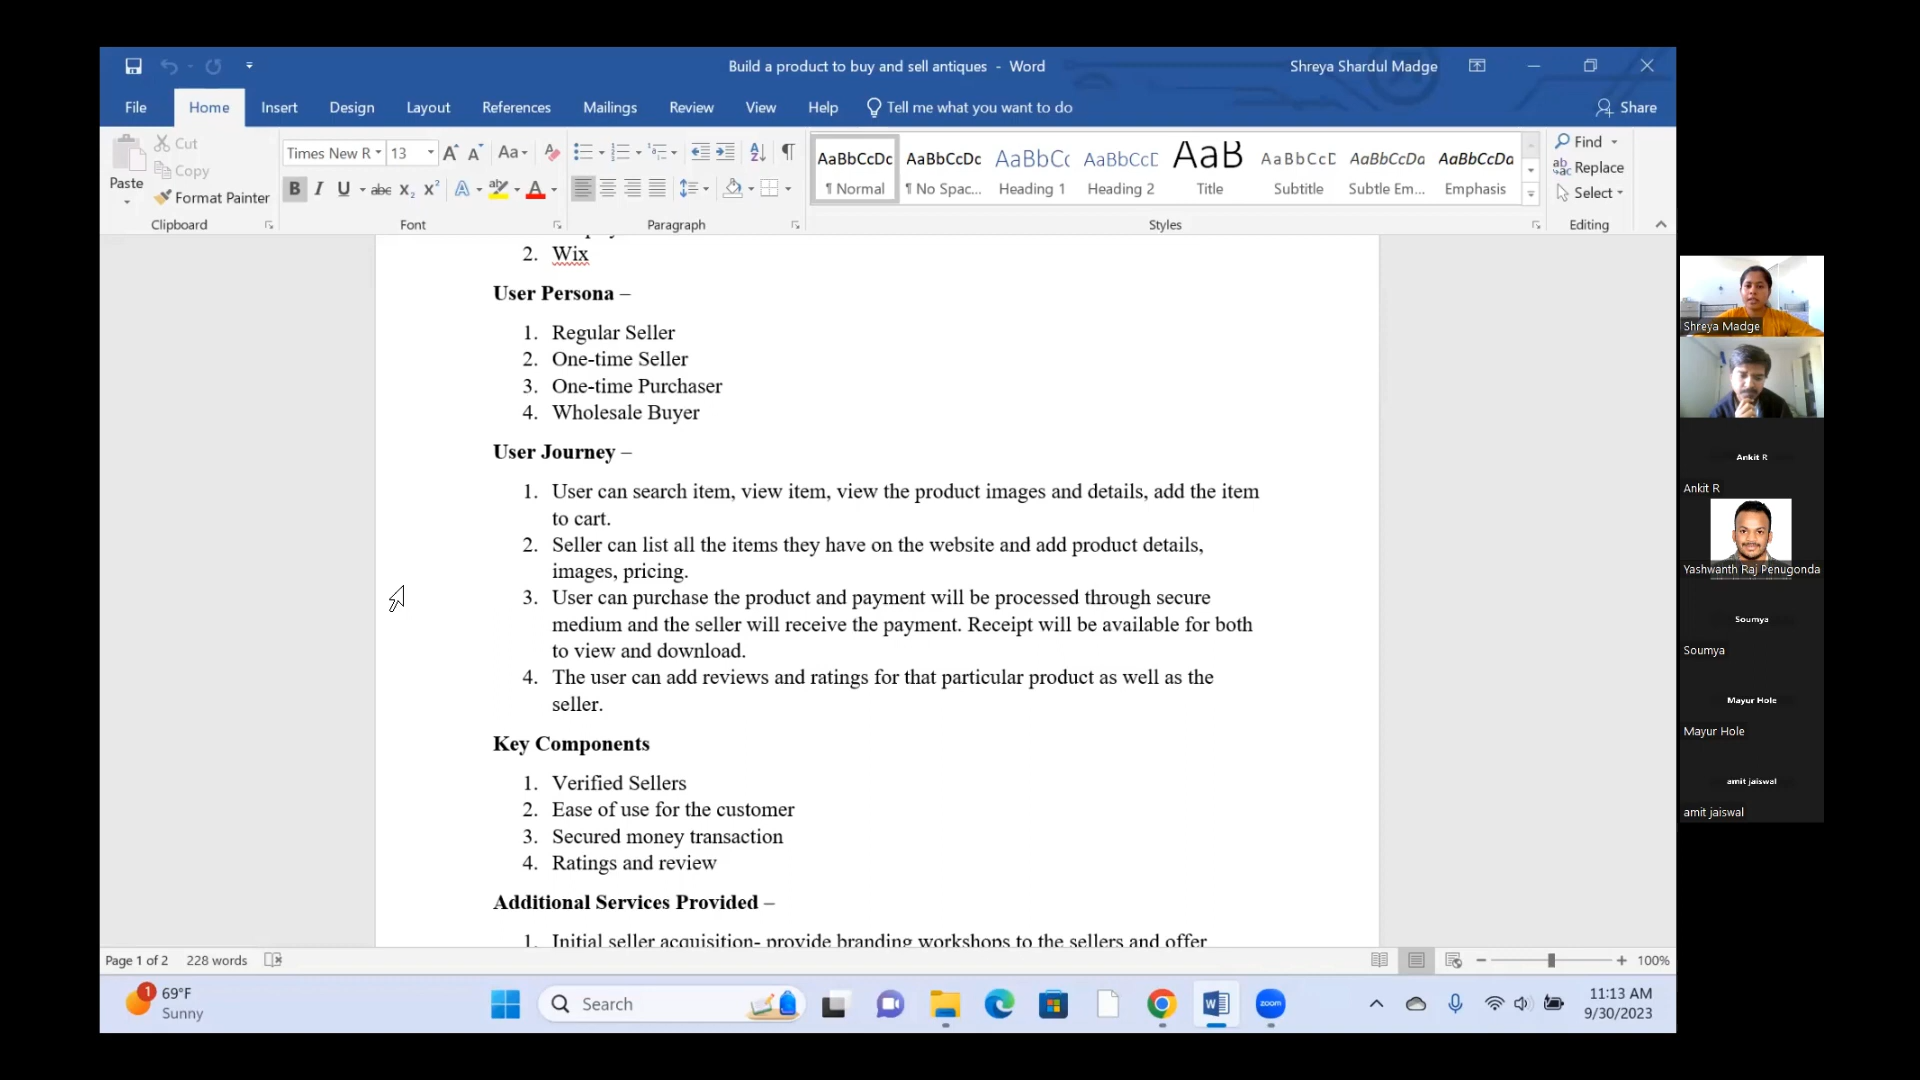 Build a product to buy and sell antiques - Word
Shreya Shardul Madge
File Home Insert Design Layout References Mailings Review View Help Tell me what you want to do Share
Paste
Cut
Copy
Format Painter
Clipboard
Times New R 13 Aa
B I U abc X₂ X² A A
Font
Paragraph
AaBbCcDc AaBbCcDc AaBbCc AaBbCcD AaB AaBbCcD AaBbCcDc AaBbCcDc
¶ Normal ¶ No Spac... Heading 1 Heading 2 Title Subtitle Subtle Em... Emphasis
Styles
Find
Replace
Select
Editing
2. Wix
User Persona –
1. Regular Seller
2. One-time Seller
3. One-time Purchaser
4. Wholesale Buyer
User Journey –
1. User can search item, view item, view the product images and details, add the item
to cart.
2. Seller can list all the items they have on the website and add product details,
images, pricing.
3. User can purchase the product and payment will be processed through secure
medium and the seller will receive the payment. Receipt will be available for both
to view and download.
4. The user can add reviews and ratings for that particular product as well as the
seller.
Key Components
1. Verified Sellers
2. Ease of use for the customer
3. Secured money transaction
4. Ratings and review
Additional Services Provided –
1. Initial seller acquisition- provide branding workshops to the sellers and offer
Page 1 of 2 228 words
100%
1
69°F
Sunny
Search
zoom
11:13 AM
9/30/2023
Shreya Madge
Ankit R
Ankit R
Yashwanth Raj Penugonda
Soumya
Soumya
Mayur Hole
Mayur Hole
amit jaiswal
amit jaiswal